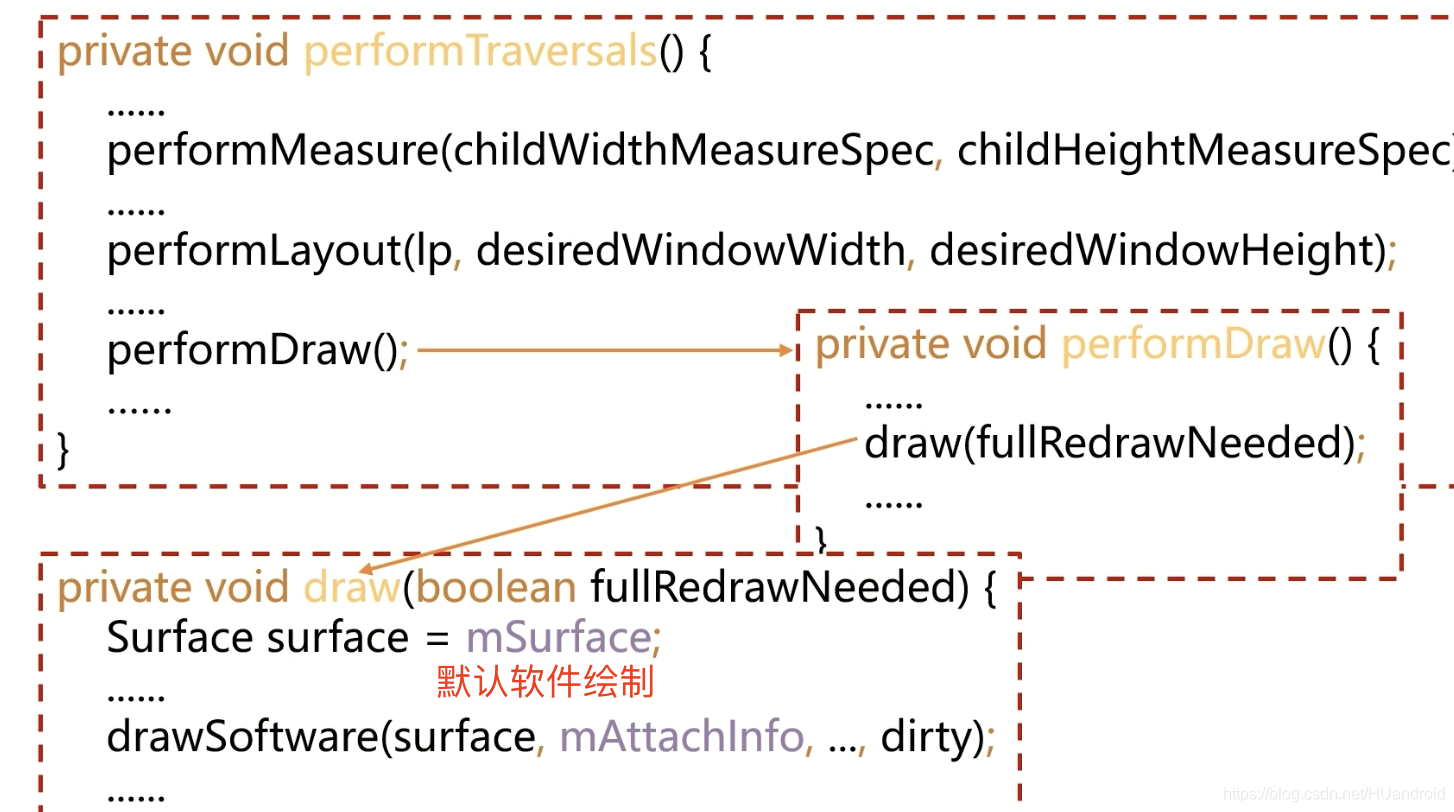 private void performTraversals() {
......
performMeasure(childWidthMeasureSpec, childHeightMeasureSpec)
......
performLayout(lp, desiredWindowWidth, desiredWindowHeight);
......
performDraw();
......
}
private void performDraw() {
......
draw(fullRedrawNeeded);
......
}
private void draw(boolean fullRedrawNeeded) {
Surface surface = mSurface;
默认软件绘制
......
drawSoftware(surface, mAttachInfo, ..., dirty);
......
https://blog.csdn.net/HUandroid